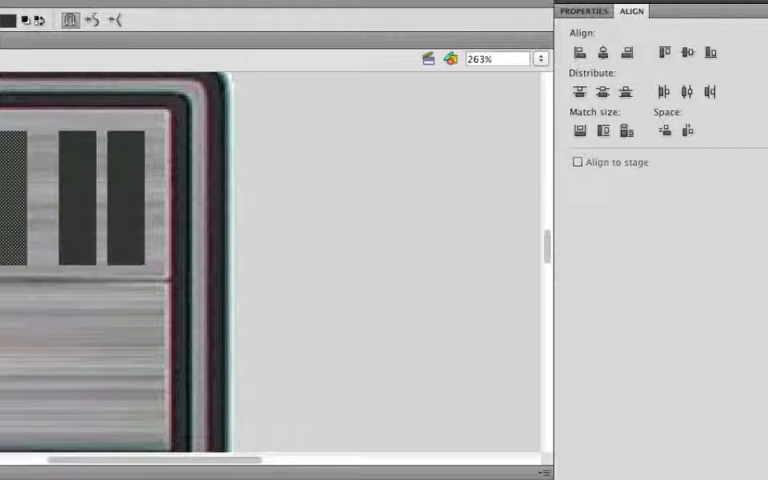 PROPERTIES ALIGN
Align:
263%
Distribute:
Match size: Space:
Align to stage